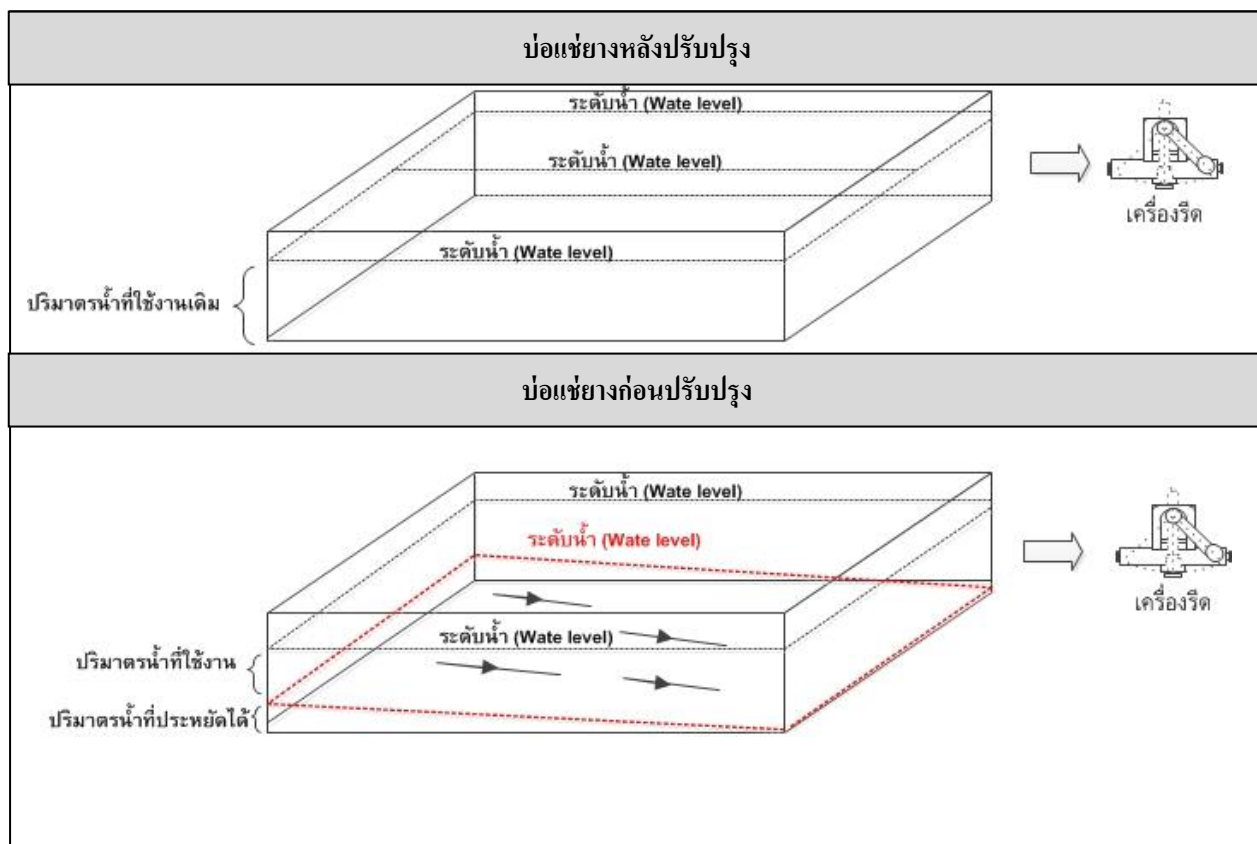 บ่อแช่ยางหลังปรับปรุง
ระดับน้ำ (Wate level)
ระดับน้ำ (Wate level)
เครื่องรีด
ระดับน้ำ (Wate level)
ปริมาตรน้ำที่ใช้งานเดิม
บ่อแช่ยางก่อนปรับปรุง
ระดับน้ำ (Wate level)
ระดับน้ำ (Wate level)
เครื่องรีด
ระดับน้ำ (Wate level)
ปริมาตรน้ำที่ใช้งาน
ปริมาตรน้ำที่ประหยัดได้